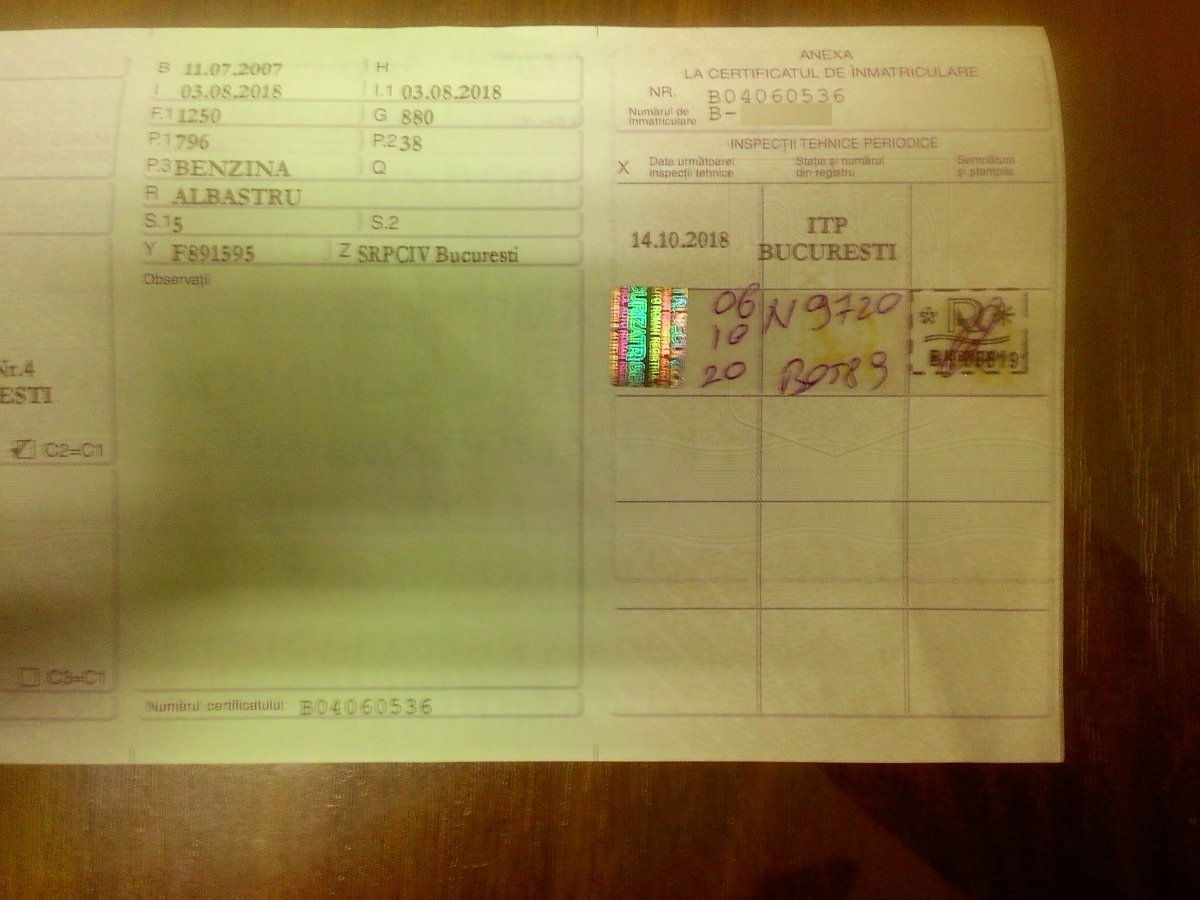 Nr.4
ESTI
C2=C1
C3=C1
B 11.07.2007 H
I 03.08.2018 I.1 03.08.2018
F.1 1250 G 880
P.1 796 P.2 38
P.3 BENZINA Q
R ALBASTRU
S.1 5 S.2
Y F891595 Z SRPCIV Bucuresti
Observații
Numărul certificatului: B04060536
ANEXA
LA CERTIFICATUL DE ÎNMATRICULARE
NR. B04060536
Numărul de înmatriculare B-
INSPECȚII TEHNICE PERIODICE
X Data următoarei inspecții tehnice Stația și numărul din registru Semnătura și ștampila
14.10.2018 ITP BUCURESTI
06 N 9720
10
20